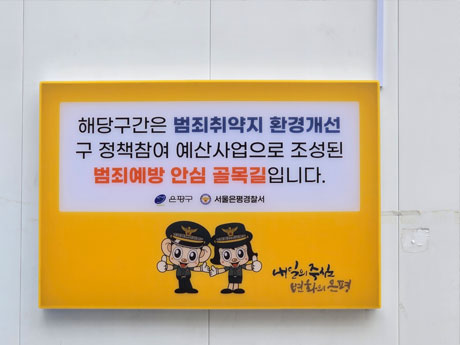 해당구간은 범죄취약지 환경개선
구 정책참여 예산사업으로 조성된
범죄예방 안심 골목길입니다.
은평구 서울은평경찰서
내일의 중심
변화의 은평